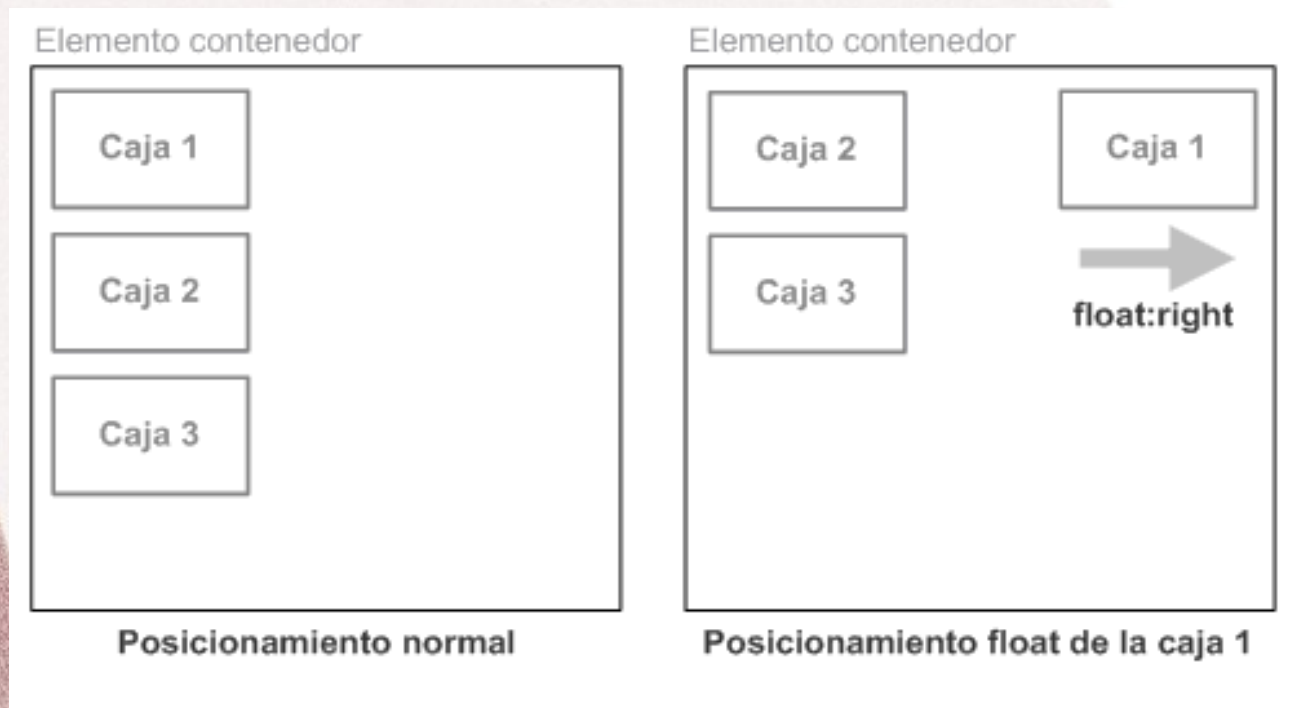 Elemento contenedor
Caja 1
Caja 2
Caja 3
Posicionamiento normal
Elemento contenedor
Caja 2
Caja 1
Caja 3
float:right
Posicionamiento float de la caja 1